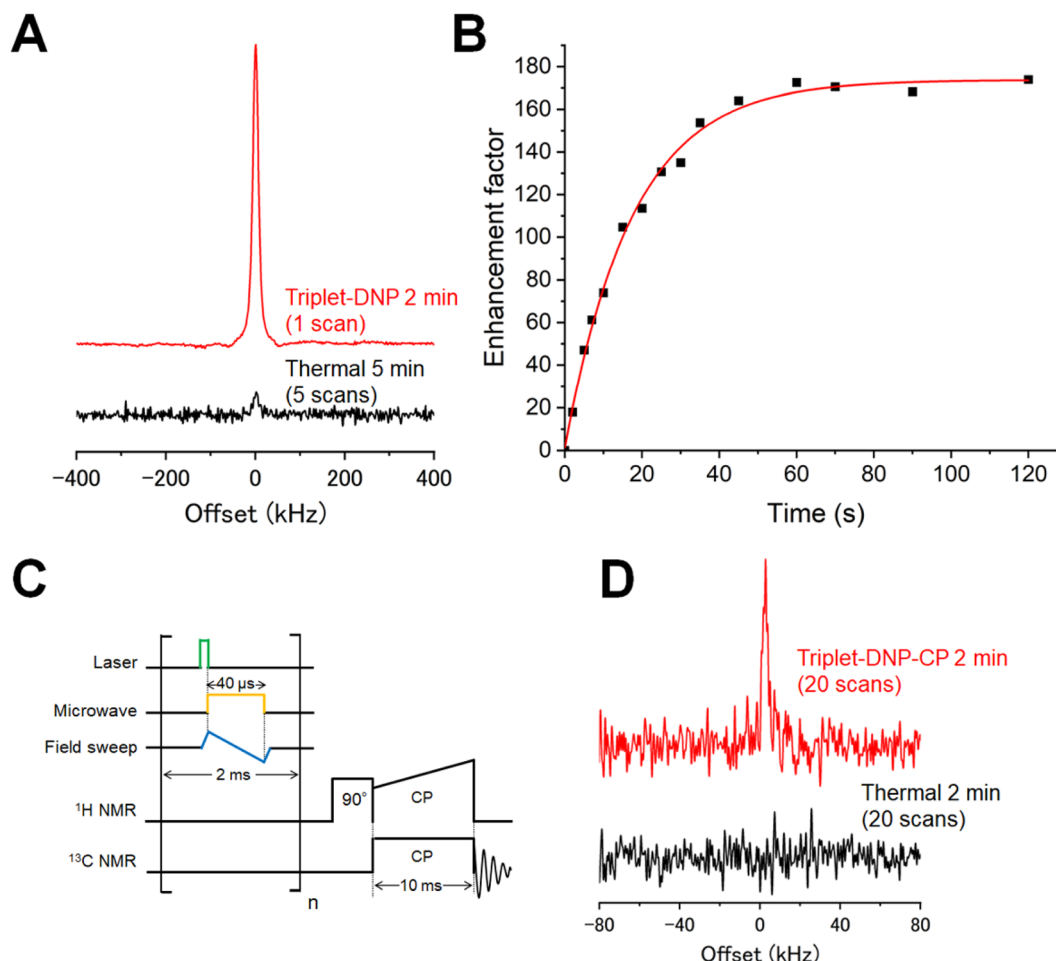 A
Triplet-DNP 2 min
(1 scan)
Thermal 5 min
(5 scans)
−400
−200
0
200
400
Offset (kHz)
B
Enhancement factor
180
160
140
120
100
80
60
40
20
0
0
20
40
60
80
100
120
Time (s)
C
Laser
40 µs
Microwave
Field sweep
2 ms
¹H NMR
90°
CP
¹³C NMR
CP
10 ms
n
D
Triplet-DNP-CP 2 min
(20 scans)
Thermal 2 min
(20 scans)
−80
−40
0
40
80
Offset (kHz)